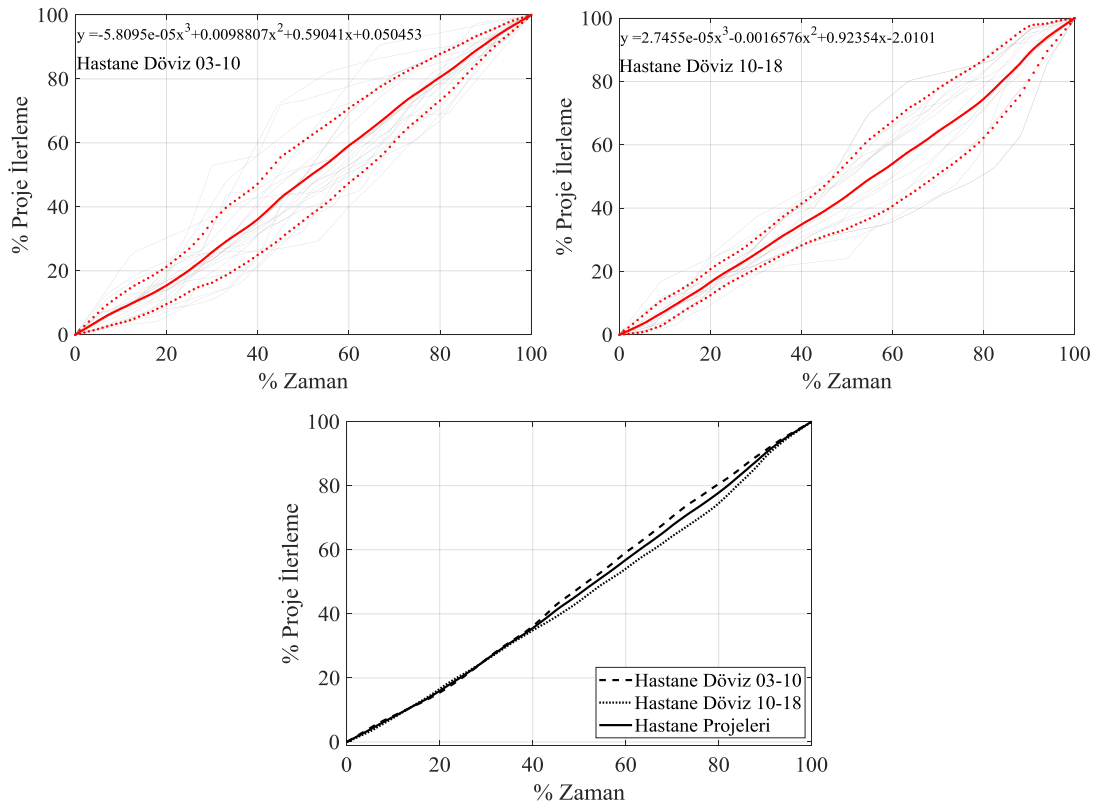 y =-5.8095e-05x³+0.0098807x²+0.59041x+0.050453
Hastane Döviz 03-10
100
80
60
40
20
0
% Proje İlerleme
0 20 40 60 80 100
% Zaman
y =2.7455e-05x³-0.0016576x²+0.92354x-2.0101
Hastane Döviz 10-18
100
80
60
40
20
0
% Proje İlerleme
0 20 40 60 80 100
% Zaman
100
80
60
40
20
0
% Proje İlerleme
Hastane Döviz 03-10
Hastane Döviz 10-18
Hastane Projeleri
0 20 40 60 80 100
% Zaman